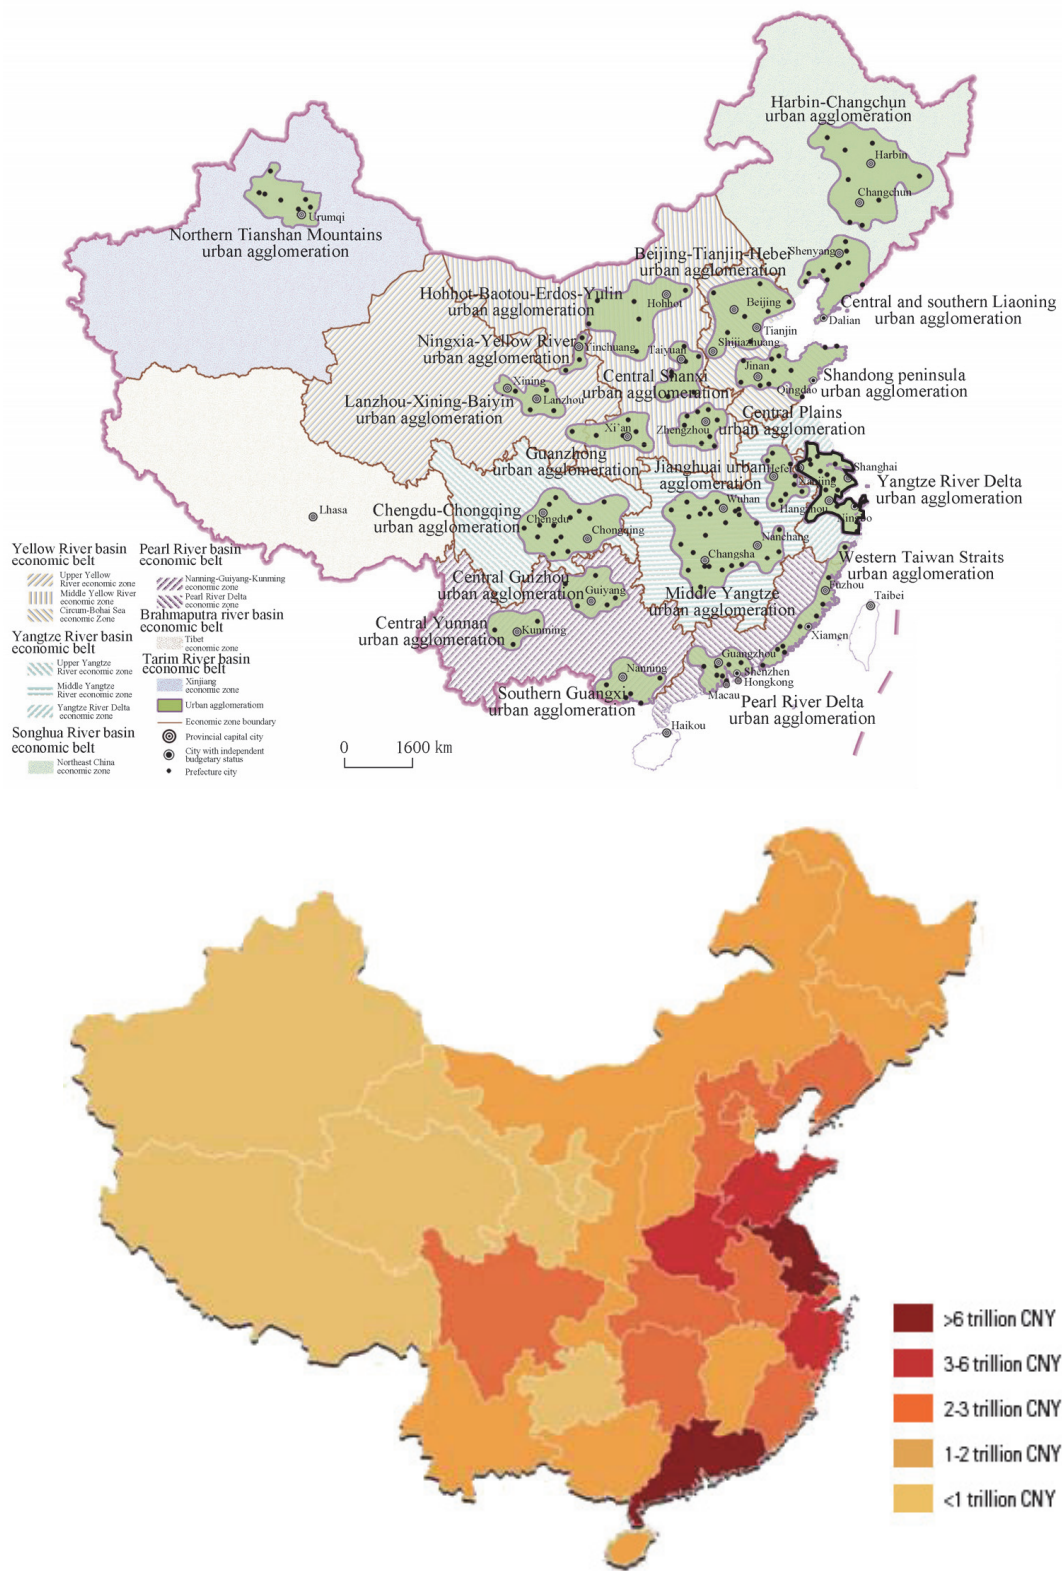 Harbin-Changchun
urban agglomeration
Harbin
Changchun
Urumqi
Northern Tianshan Mountains
urban agglomeration
Shenyang
Beijing-Tianjin-Hebei
urban agglomeration
Hohhot-Baotou-Erdos-Yulin
urban agglomeration
Hohhot
Beijing
Central and southern Liaoning
urban agglomeration
Dalian
Tianjin
Ningxia-Yellow River
urban agglomeration
Yinchuang
Taiyuan
Shijiazhuang
Jinan
Qingdao
Central Shanxi
urban agglomeration
Shandong peninsula
urban agglomeration
Xining
Lanzhou
Lanzhou-Xining-Baiyin
urban agglomeration
Central Plains
urban agglomeration
Xi'an
Zhengzhou
Guanzhong
urban agglomeration
Jianghuai urban
agglomeration
Hefei
Nanjing
Shanghai
Yangtze River Delta
urban agglomeration
Hangzhou
Ningbo
Wuhan
Chengdu-Chongqing
urban agglomeration
Chengdu
Chongqing
Lhasa
Nanchang
Changsha
Western Taiwan Straits
urban agglomeration
Central Guizhou
urban agglomeration
Guiyang
Middle Yangtze
urban agglomeration
Fuzhou
Taibei
Central Yunnan
urban agglomeration
Kunming
Xiamen
Guangzhou
Shenzhen
Hongkong
Macau
Nanning
Southern Guangxi
urban agglomeration
Pearl River Delta
urban agglomeration
Haikou
0 1600 km
Yellow River basin
economic belt
Upper Yellow
River economic zone
Middle Yellow River
economic zone
Circum-Bohai Sea
economic Zone
Yangtze River basin
economic belt
Upper Yangtze
River economic zone
Middle Yangtze
River economic zone
Yangtze River Delta
economic zone
Songhua River basin
economic belt
Northeast China
economic zone
Pearl River basin
economic belt
Nanning-Guiyang-Kunming
economic zone
Pearl River Delta
economic zone
Brahmaputra river basin
economic belt
Tibet
economic zone
Tarim River basin
economic belt
Xinjiang
economic zone
Urban agglomeratiom
Economic zone boundary
Provincial capital city
City with independent
budgetary status
Prefecture city
>6 trillion CNY
3-6 trillion CNY
2-3 trillion CNY
1-2 trillion CNY
<1 trillion CNY